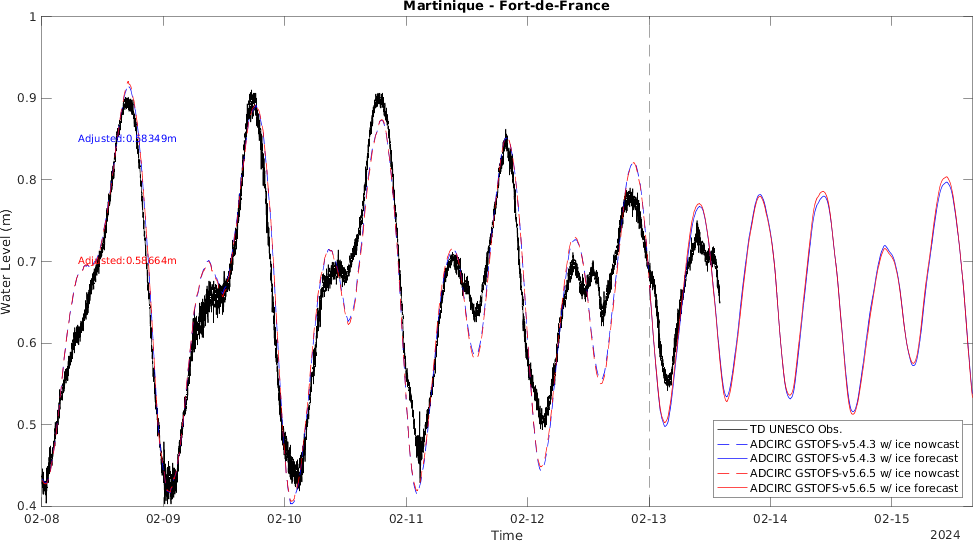 Martinique - Fort-de-France
1
0.9
0.8
0.7
0.6
0.5
0.4
Water Level (m)
Adjusted:0.58349m
Adjusted:0.58664m
TD UNESCO Obs.
ADCIRC GSTOFS-v5.4.3 w/ ice nowcast
ADCIRC GSTOFS-v5.4.3 w/ ice forecast
ADCIRC GSTOFS-v5.6.5 w/ ice nowcast
ADCIRC GSTOFS-v5.6.5 w/ ice forecast
02-08 02-09 02-10 02-11 02-12 02-13 02-14 02-15
Time
2024